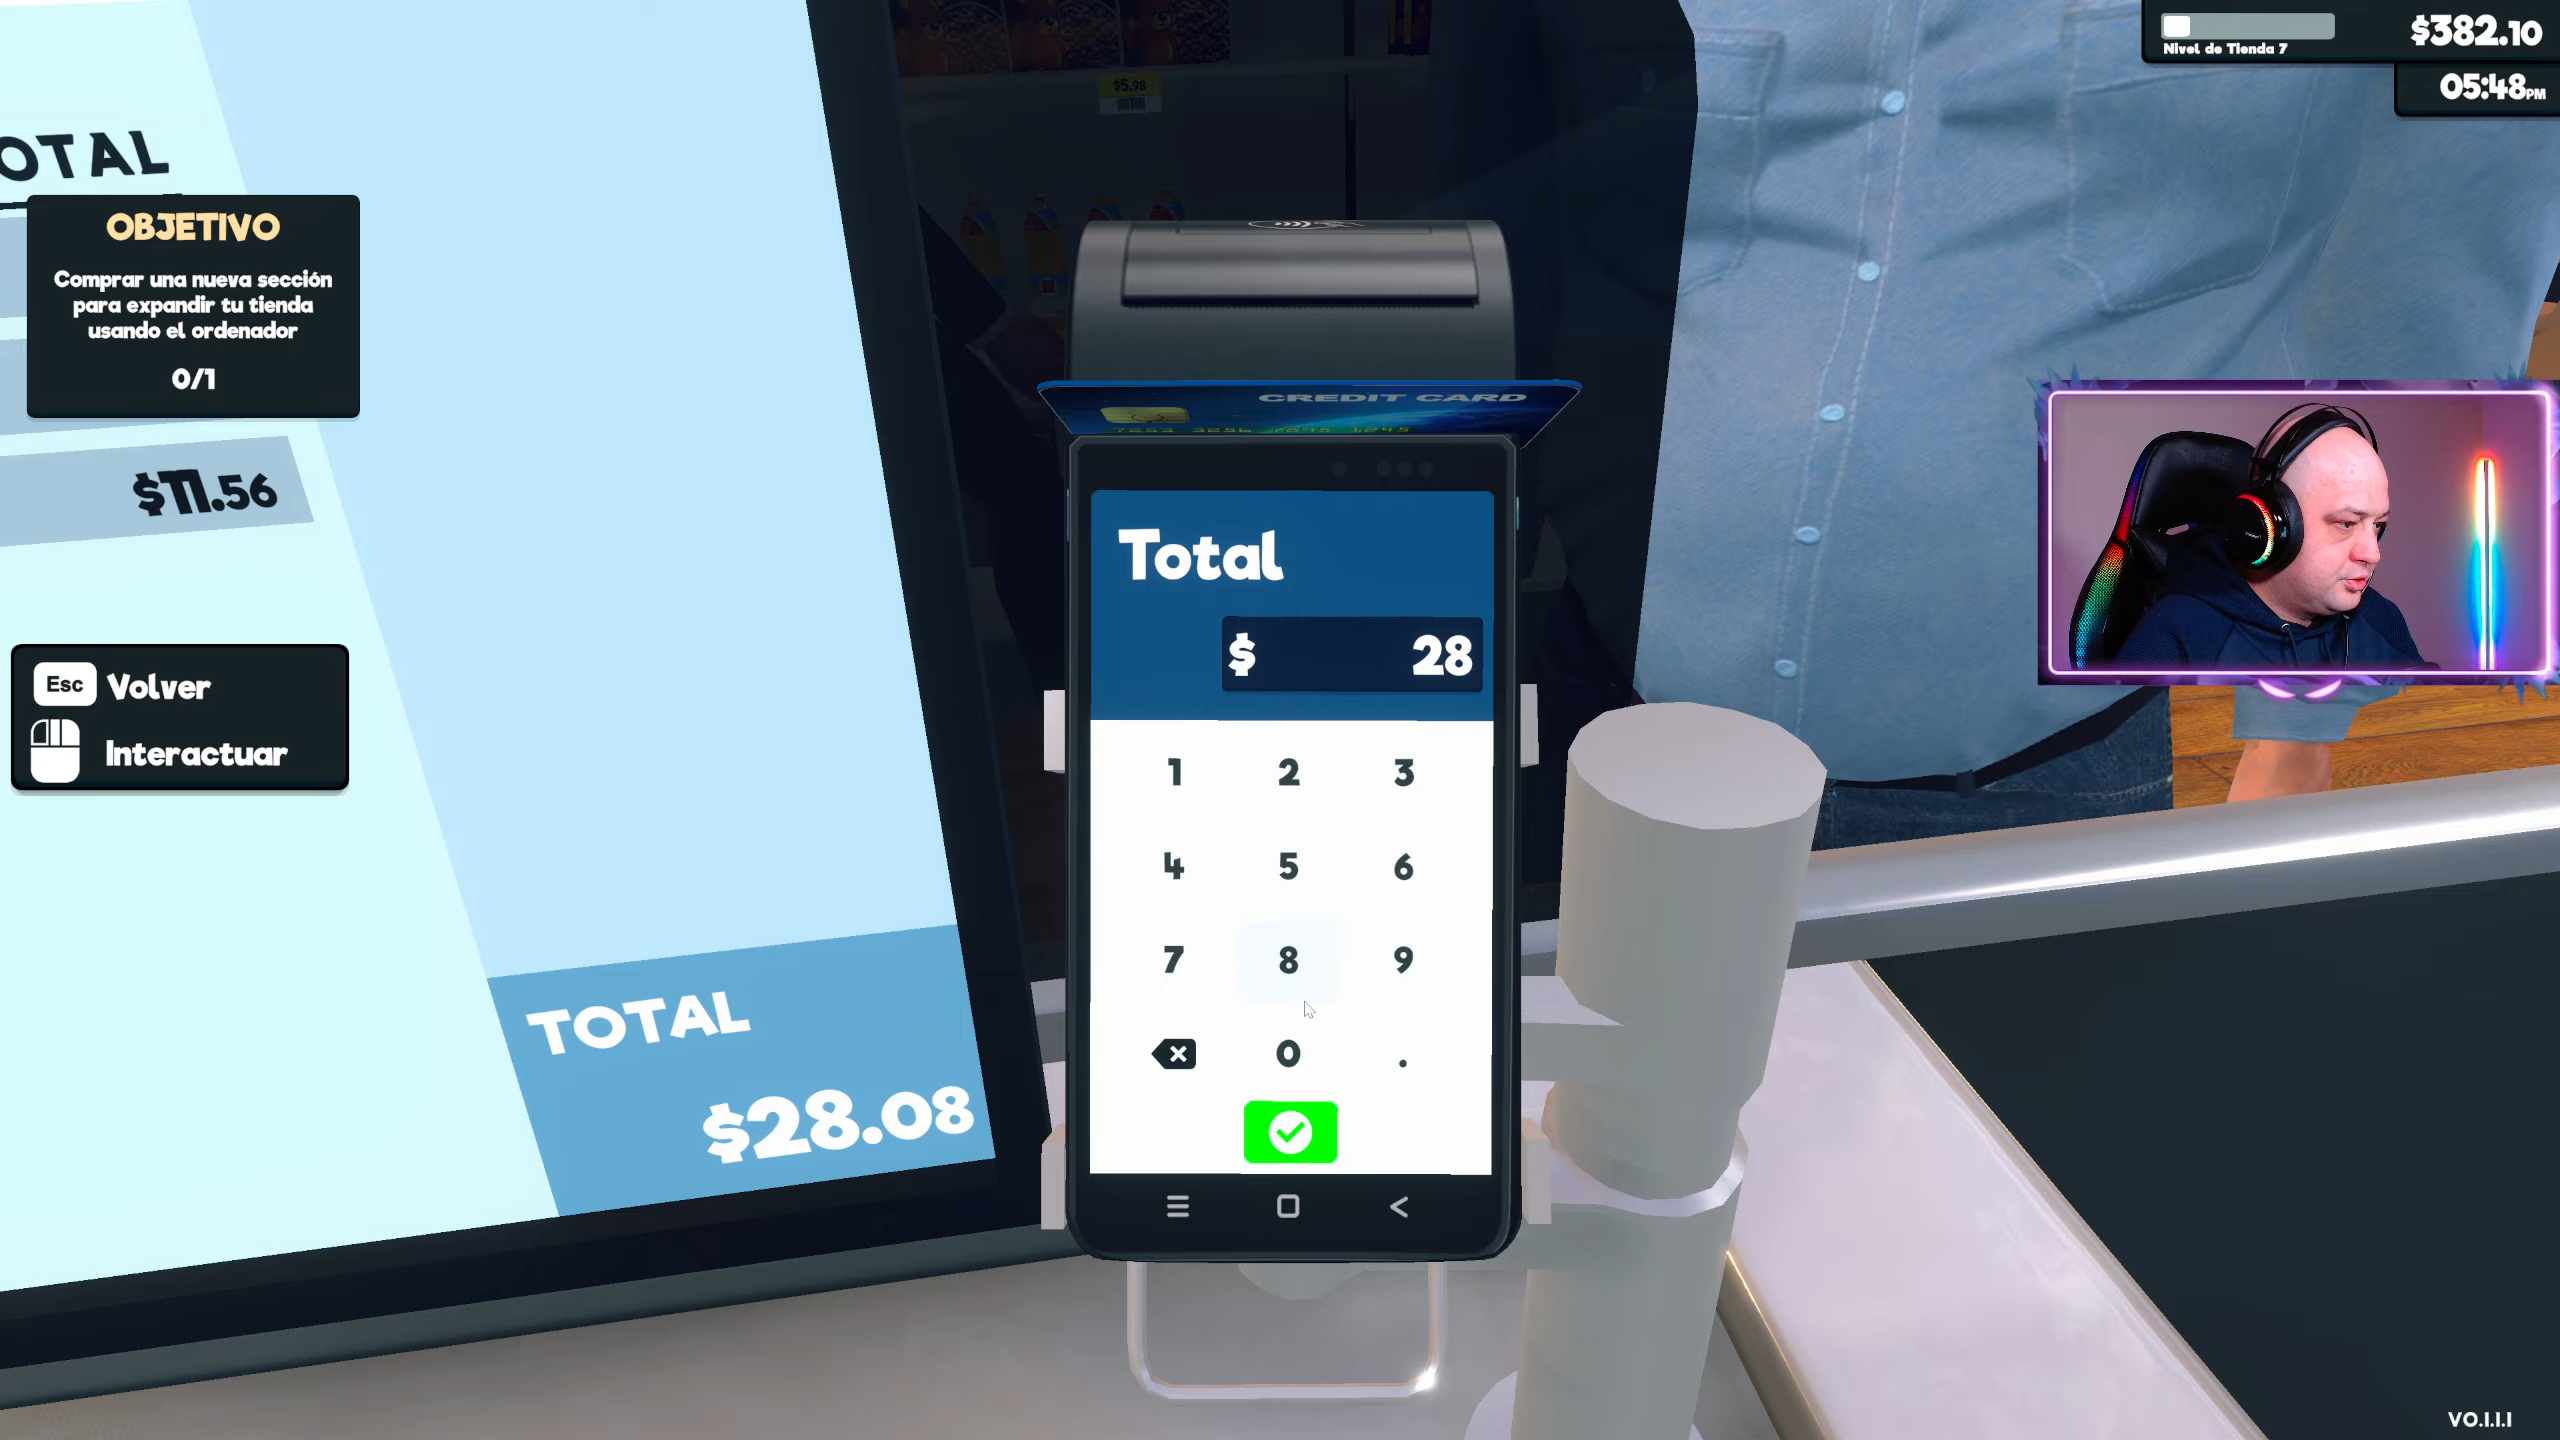 OTAL
OBJETIVO
Comprar una nueva sección
para expandir tu tienda
usando el ordenador
0/1
$11.56
Esc Volver
Interactuar
TOTAL
$28.08
$5.98
CREDIT CARD
Total
$ 28
1 2 3
4 5 6
7 8 9
0 .
Nivel de Tienda 7
$382.10
05:48PM
V0.1.1.1